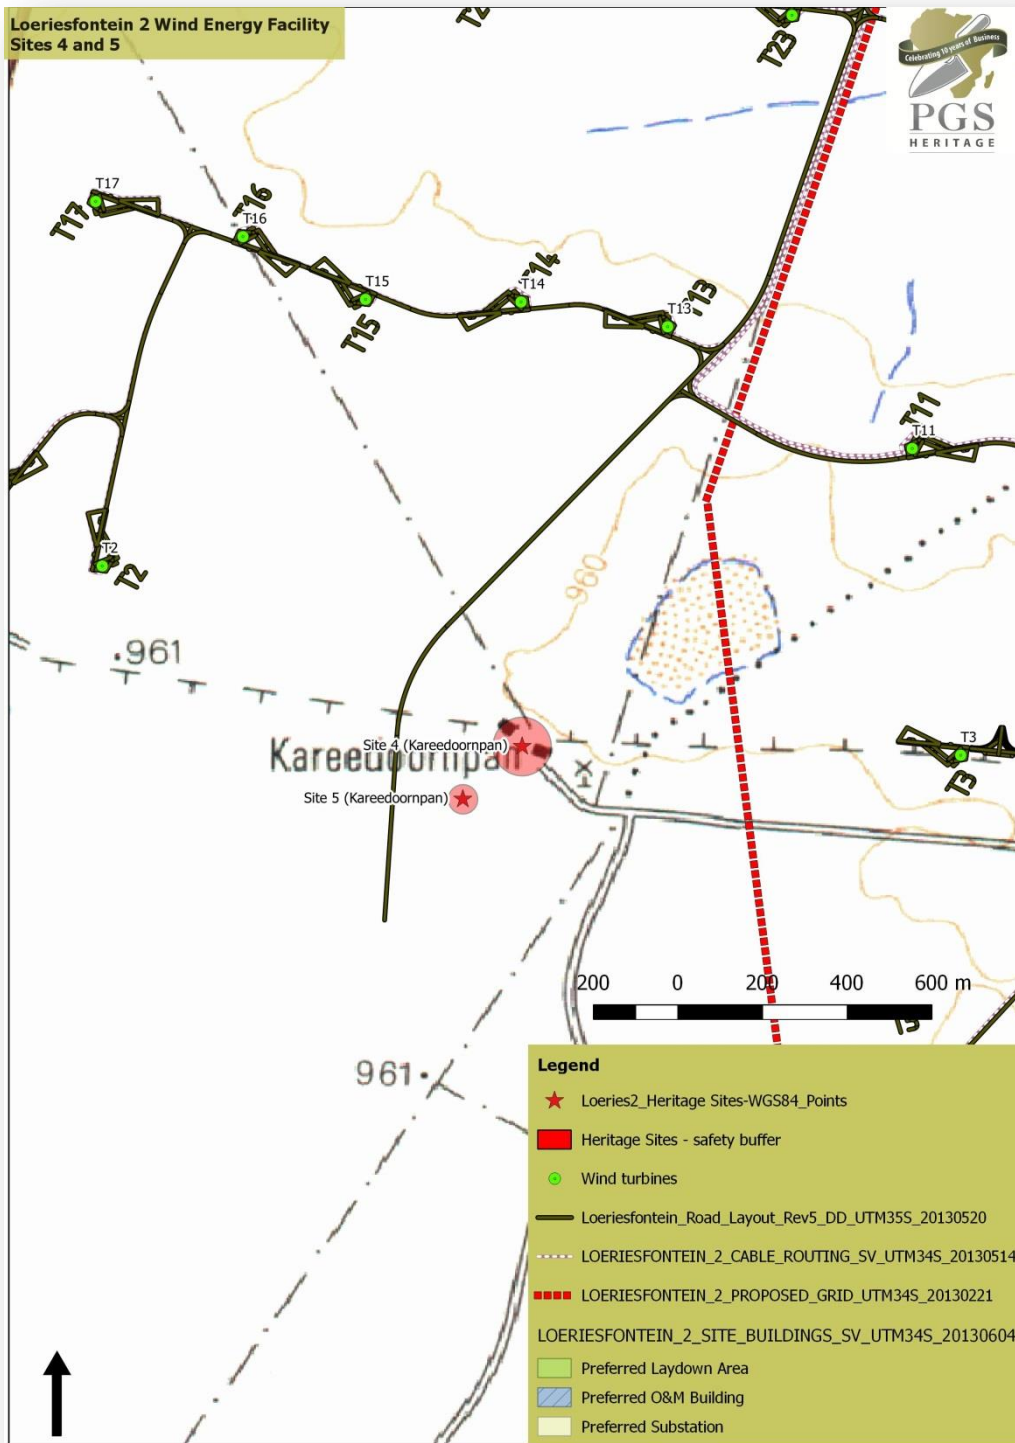 Loeriesfontein 2 Wind Energy Facility
Sites 4 and 5
Celebrating 10 years of Business
PGS
HERITAGE
T23
T17
T17
T16
T16
T15
T15
T14
T14
T13
T13
T11
T11
T2
T2
960
961
Site 4 (Kareedoornpan)
Kareedoornpan
Site 5 (Kareedoornpan)
T3
T3
200 0 200 400 600 m
961
Legend
Loeries2_Heritage Sites-WGS84_Points
Heritage Sites - safety buffer
Wind turbines
Loeriesfontein_Road_Layout_Rev5_DD_UTM35S_20130520
LOERIESFONTEIN_2_CABLE_ROUTING_SV_UTM34S_20130514
LOERIESFONTEIN_2_PROPOSED_GRID_UTM34S_20130221
LOERIESFONTEIN_2_SITE_BUILDINGS_SV_UTM34S_20130604
Preferred Laydown Area
Preferred O&M Building
Preferred Substation